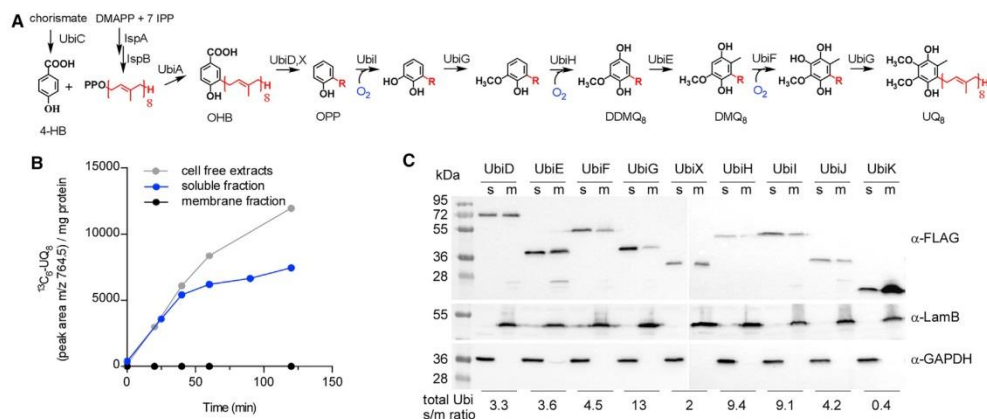 A
chorismate DMAPP + 7 IPP
UbiC IspA
IspB
COOH
OH
4-HB
+
PPO H 8
UbiA
COOH
OH H 8
OHB
UbiD,X
OH R
OPP
UbiI
O₂
HO OH R
UbiG
H₃CO OH R
UbiH
O₂
OH
H₃CO R
OH
DDMQ₈
UbiE
OH
H₃CO R
OH
DMQ₈
UbiF
O₂
OH
HO
H₃CO R
OH
UbiG
OH
H₃CO
H₃CO H 8
OH
UQ₈
B
¹³C₆-UQ₈
(peak area m/z 764.5) / mg protein
15000
10000
5000
0
cell free extracts
soluble fraction
membrane fraction
0 50 100 150
Time (min)
C
UbiD UbiE UbiF UbiG UbiX UbiH UbiI UbiJ UbiK
kDa s m s m s m s m s m s m s m s m s m
95
72
55
36
28
α-FLAG
55
α-LamB
36
28
α-GAPDH
total Ubi
s/m ratio 3.3 3.6 4.5 13 2 9.4 9.1 4.2 0.4